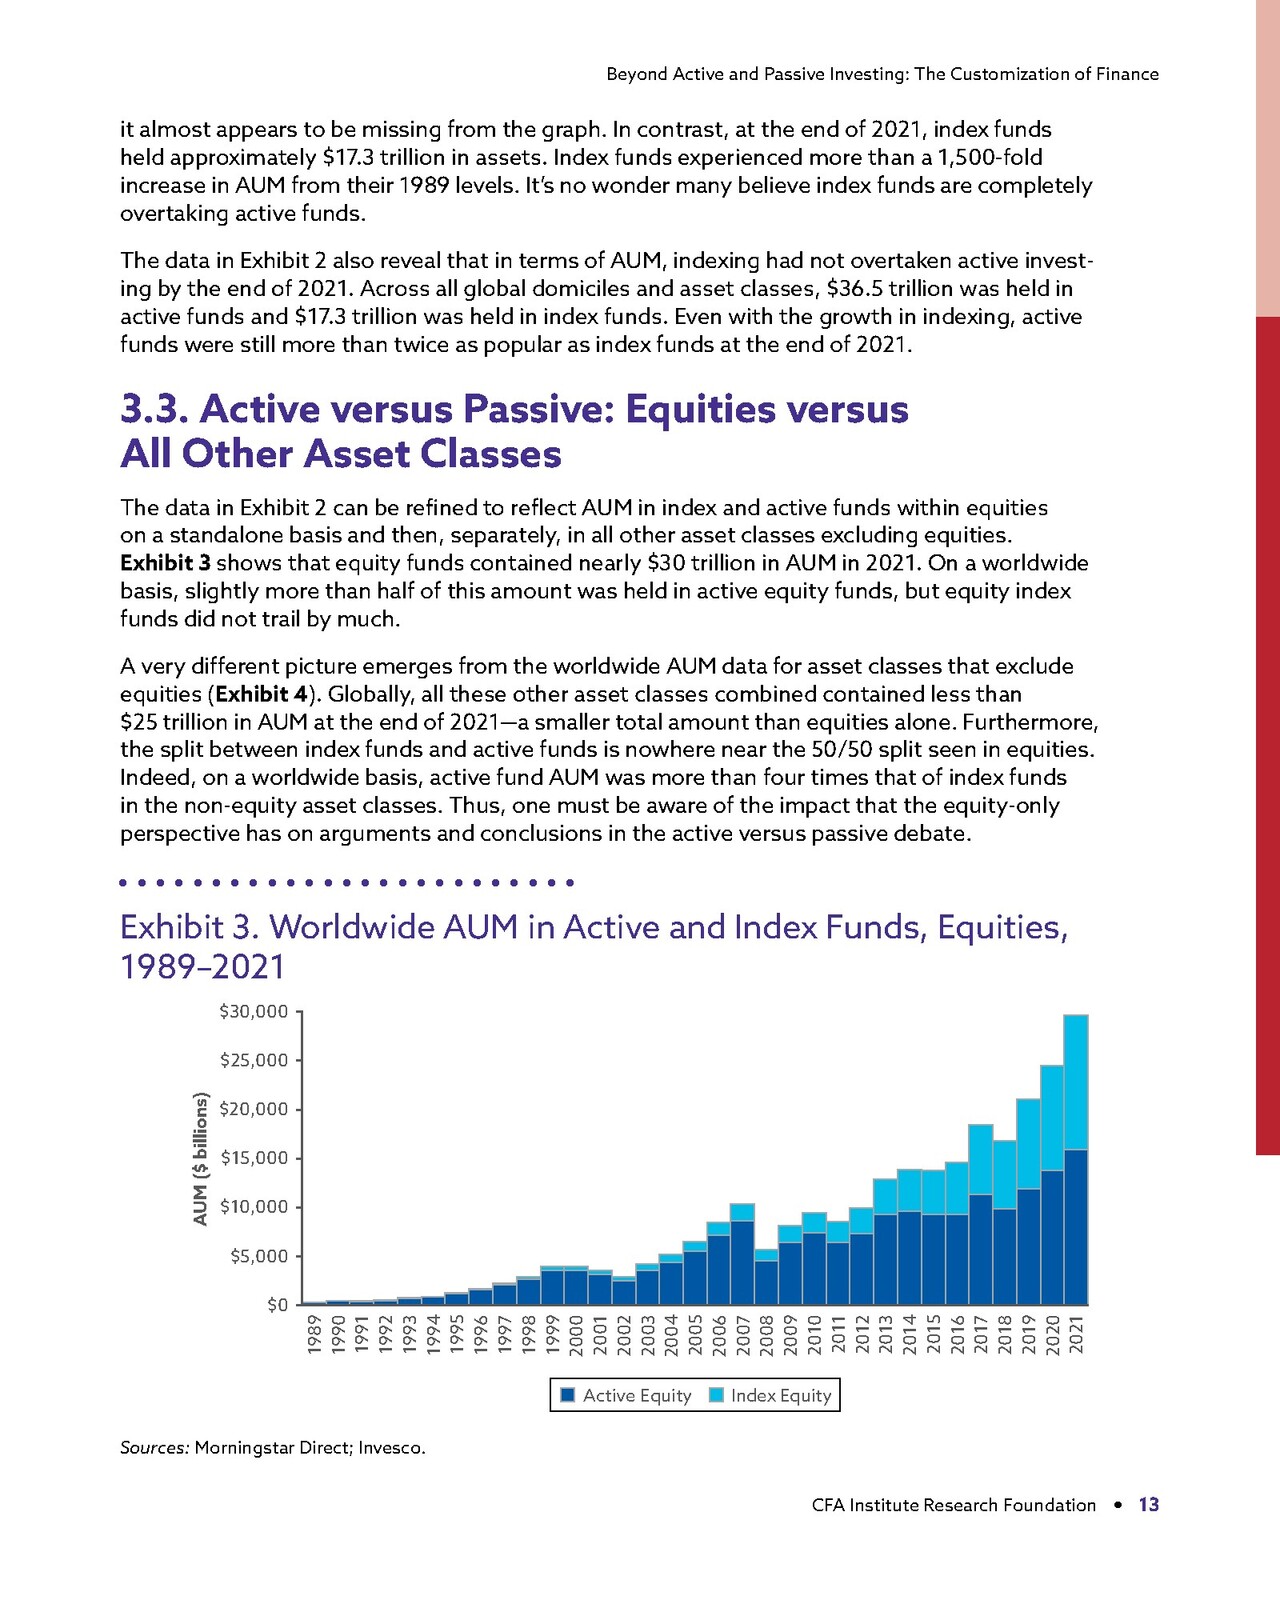 Beyond Active and Passive Investing: The Customization of Finance
it almost appears to be missing from the graph. In contrast, at the end of 2021, index funds
held approximately $17.3 trillion in assets. Index funds experienced more than a 1,500-fold
increase in AUM from their 1989 levels. It’s no wonder many believe index funds are completely
overtaking active funds.
The data in Exhibit 2 also reveal that in terms of AUM, indexing had not overtaken active invest-
ing by the end of 2021. Across all global domiciles and asset classes, $36.5 trillion was held in
active funds and $17.3 trillion was held in index funds. Even with the growth in indexing, active
funds were still more than twice as popular as index funds at the end of 2021.
3.3. Active versus Passive: Equities versus
All Other Asset Classes
The data in Exhibit 2 can be refined to reflect AUM in index and active funds within equities
on a standalone basis and then, separately, in all other asset classes excluding equities.
Exhibit 3 shows that equity funds contained nearly $30 trillion in AUM in 2021. On a worldwide
basis, slightly more than half of this amount was held in active equity funds, but equity index
funds did not trail by much.
A very different picture emerges from the worldwide AUM data for asset classes that exclude
equities (Exhibit 4). Globally, all these other asset classes combined contained less than
$25 trillion in AUM at the end of 2021—a smaller total amount than equities alone. Furthermore,
the split between index funds and active funds is nowhere near the 50/50 split seen in equities.
Indeed, on a worldwide basis, active fund AUM was more than four times that of index funds
in the non-equity asset classes. Thus, one must be aware of the impact that the equity-only
perspective has on arguments and conclusions in the active versus passive debate.
Exhibit 3. Worldwide AUM in Active and Index Funds, Equities,
1989–2021
AUM ($ billions)
$30,000
$25,000
$20,000
$15,000
$10,000
$5,000
$0
1989
1990
1991
1992
1993
1994
1995
1996
1997
1998
1999
2000
2001
2002
2003
2004
2005
2006
2007
2008
2009
2010
2011
2012
2013
2014
2015
2016
2017
2018
2019
2020
2021
Active Equity
Index Equity
Sources: Morningstar Direct; Invesco.
CFA Institute Research Foundation • 13